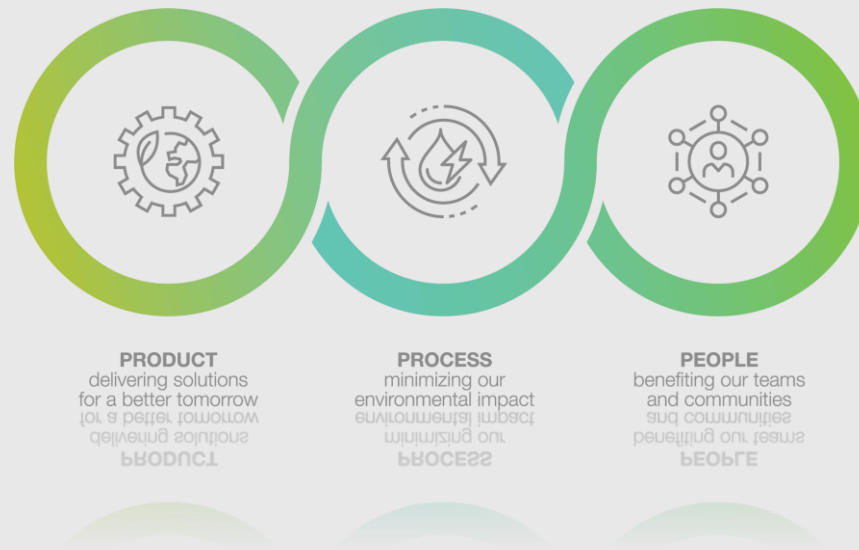 PRODUCT
delivering solutions
for a better tomorrow
PROCESS
minimizing our
environmental impact
PEOPLE
benefiting our teams
and communities